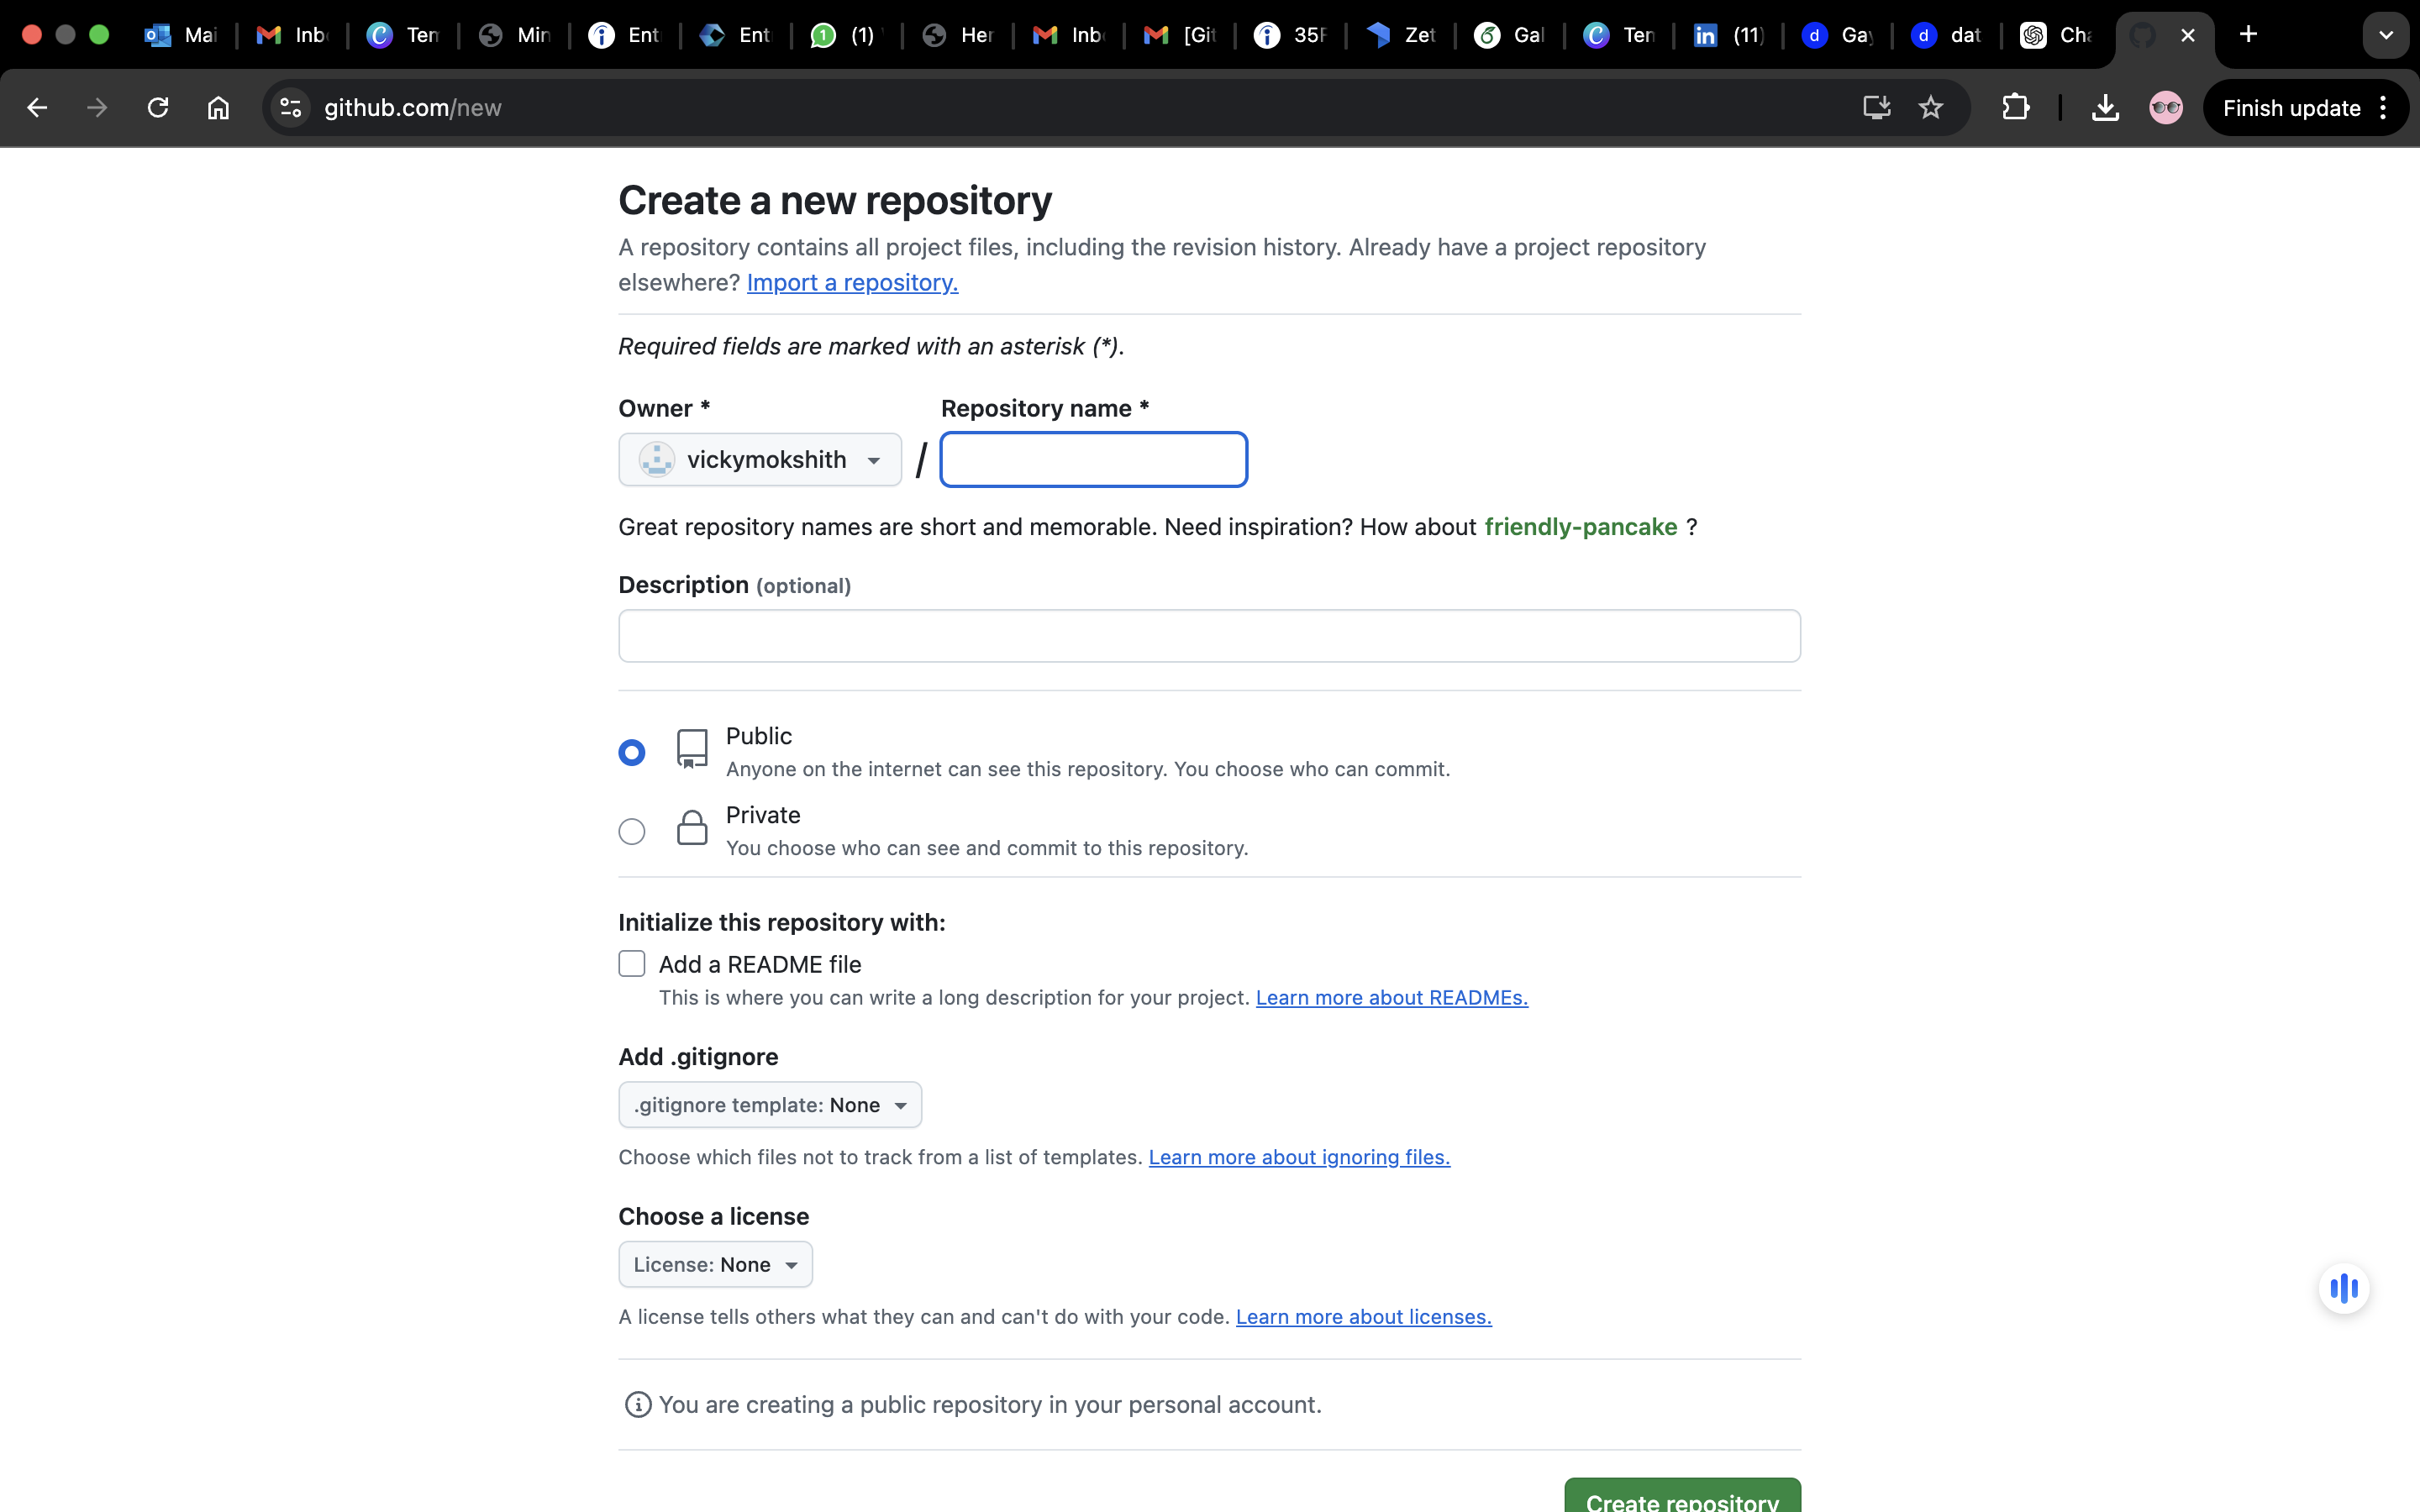 Mai
Inb
Tem
Min
Ent
Ent
(1)
Her
Inb
[Git
35F
Zet
Gal
Tem
(11)
Gay
dat
Cha
github.com/new
Finish update
Create a new repository
A repository contains all project files, including the revision history. Already have a project repository
elsewhere? Import a repository.
Required fields are marked with an asterisk (*).
Owner *
Repository name *
vickymokshith
/
Great repository names are short and memorable. Need inspiration? How about friendly-pancake ?
Description (optional)
Public
Anyone on the internet can see this repository. You choose who can commit.
Private
You choose who can see and commit to this repository.
Initialize this repository with:
Add a README file
This is where you can write a long description for your project. Learn more about READMEs.
Add .gitignore
.gitignore template: None
Choose which files not to track from a list of templates. Learn more about ignoring files.
Choose a license
License: None
A license tells others what they can and can't do with your code. Learn more about licenses.
You are creating a public repository in your personal account.
Create repository